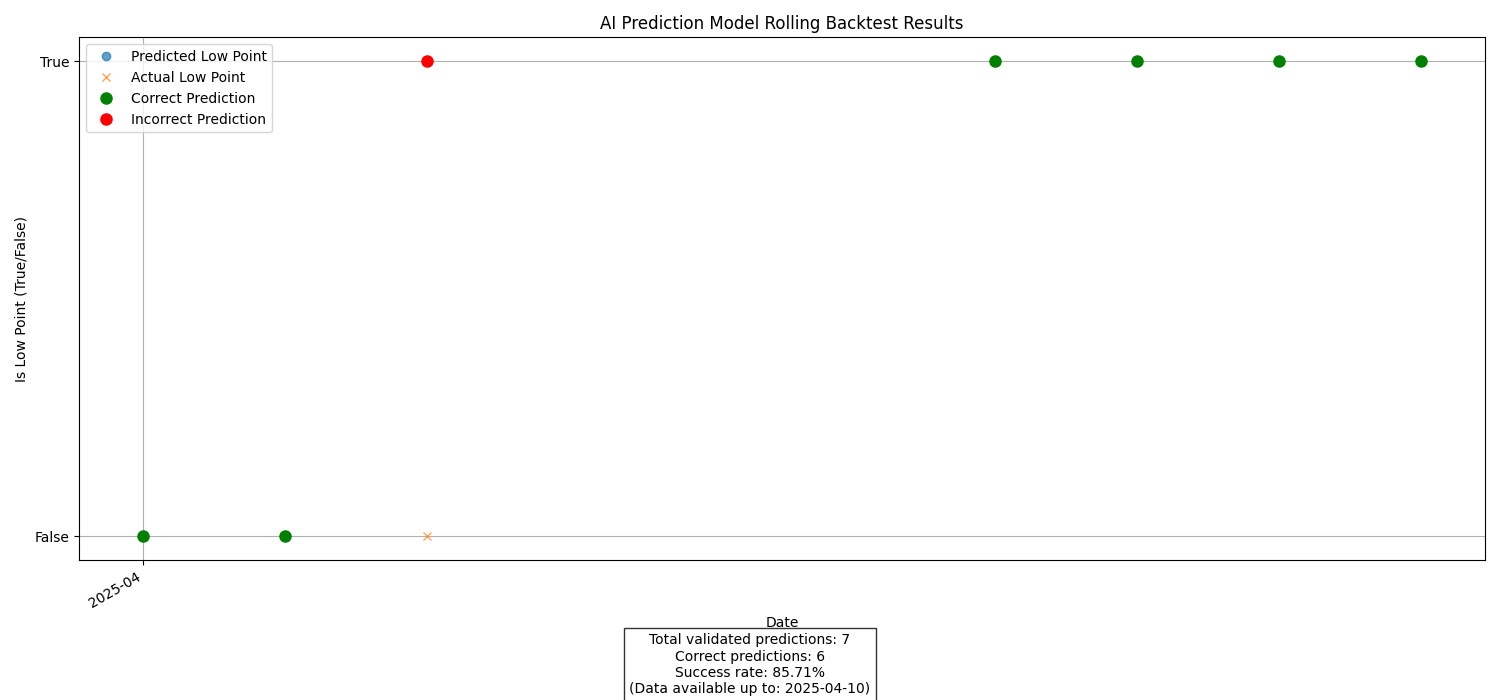 AI Prediction Model Rolling Backtest Results
Predicted Low Point
Actual Low Point
Correct Prediction
Incorrect Prediction
True
Is Low Point (True/False)
False
2025-04
Date
Total validated predictions: 7
Correct predictions: 6
Success rate: 85.71%
(Data available up to: 2025-04-10)